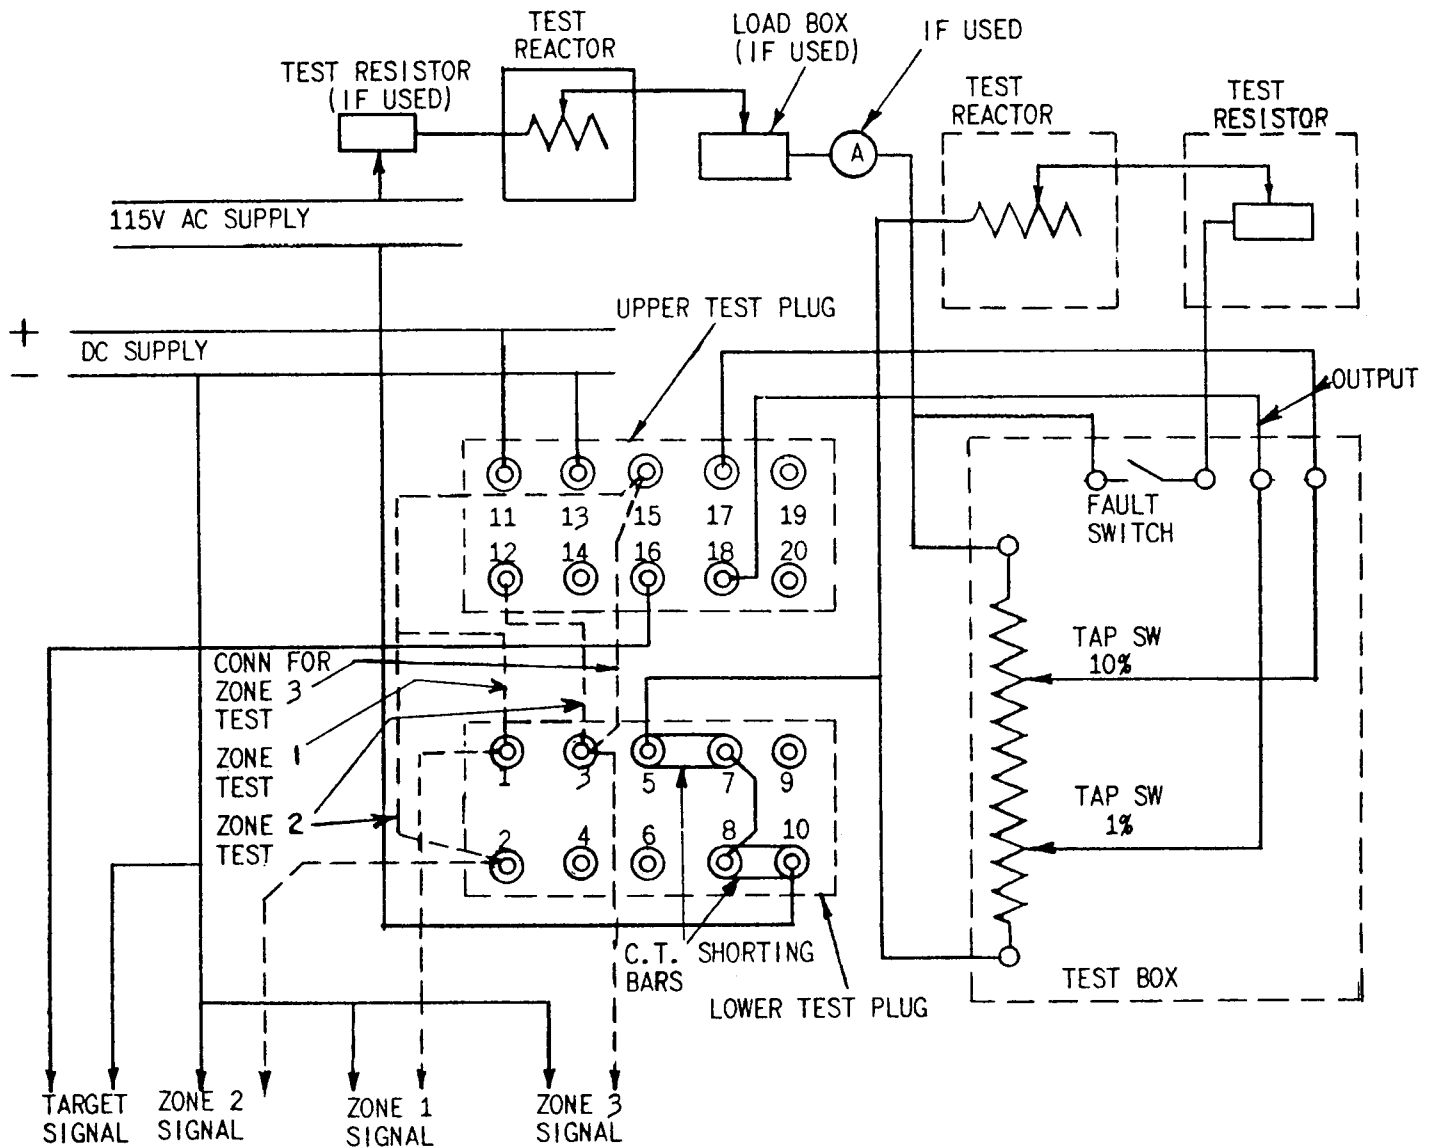 TEST
REACTOR
LOAD BOX
(IF USED)
IF USED
TEST RESISTOR
(IF USED)
A
TEST
REACTOR
TEST
RESISTOR
115V AC SUPPLY
UPPER TEST PLUG
+
DC SUPPLY
−
OUTPUT
11 13 15 17 19
12 14 16 18 20
FAULT
SWITCH
TAP SW
10%
CONN FOR
ZONE 3
TEST
ZONE 1
TEST
ZONE 2
TEST
1 3 5 7 9
2 4 6 8 10
TAP SW
1%
C.T. SHORTING
BARS
LOWER TEST PLUG
TEST BOX
TARGET
SIGNAL
ZONE 2
SIGNAL
ZONE 1
SIGNAL
ZONE 3
SIGNAL